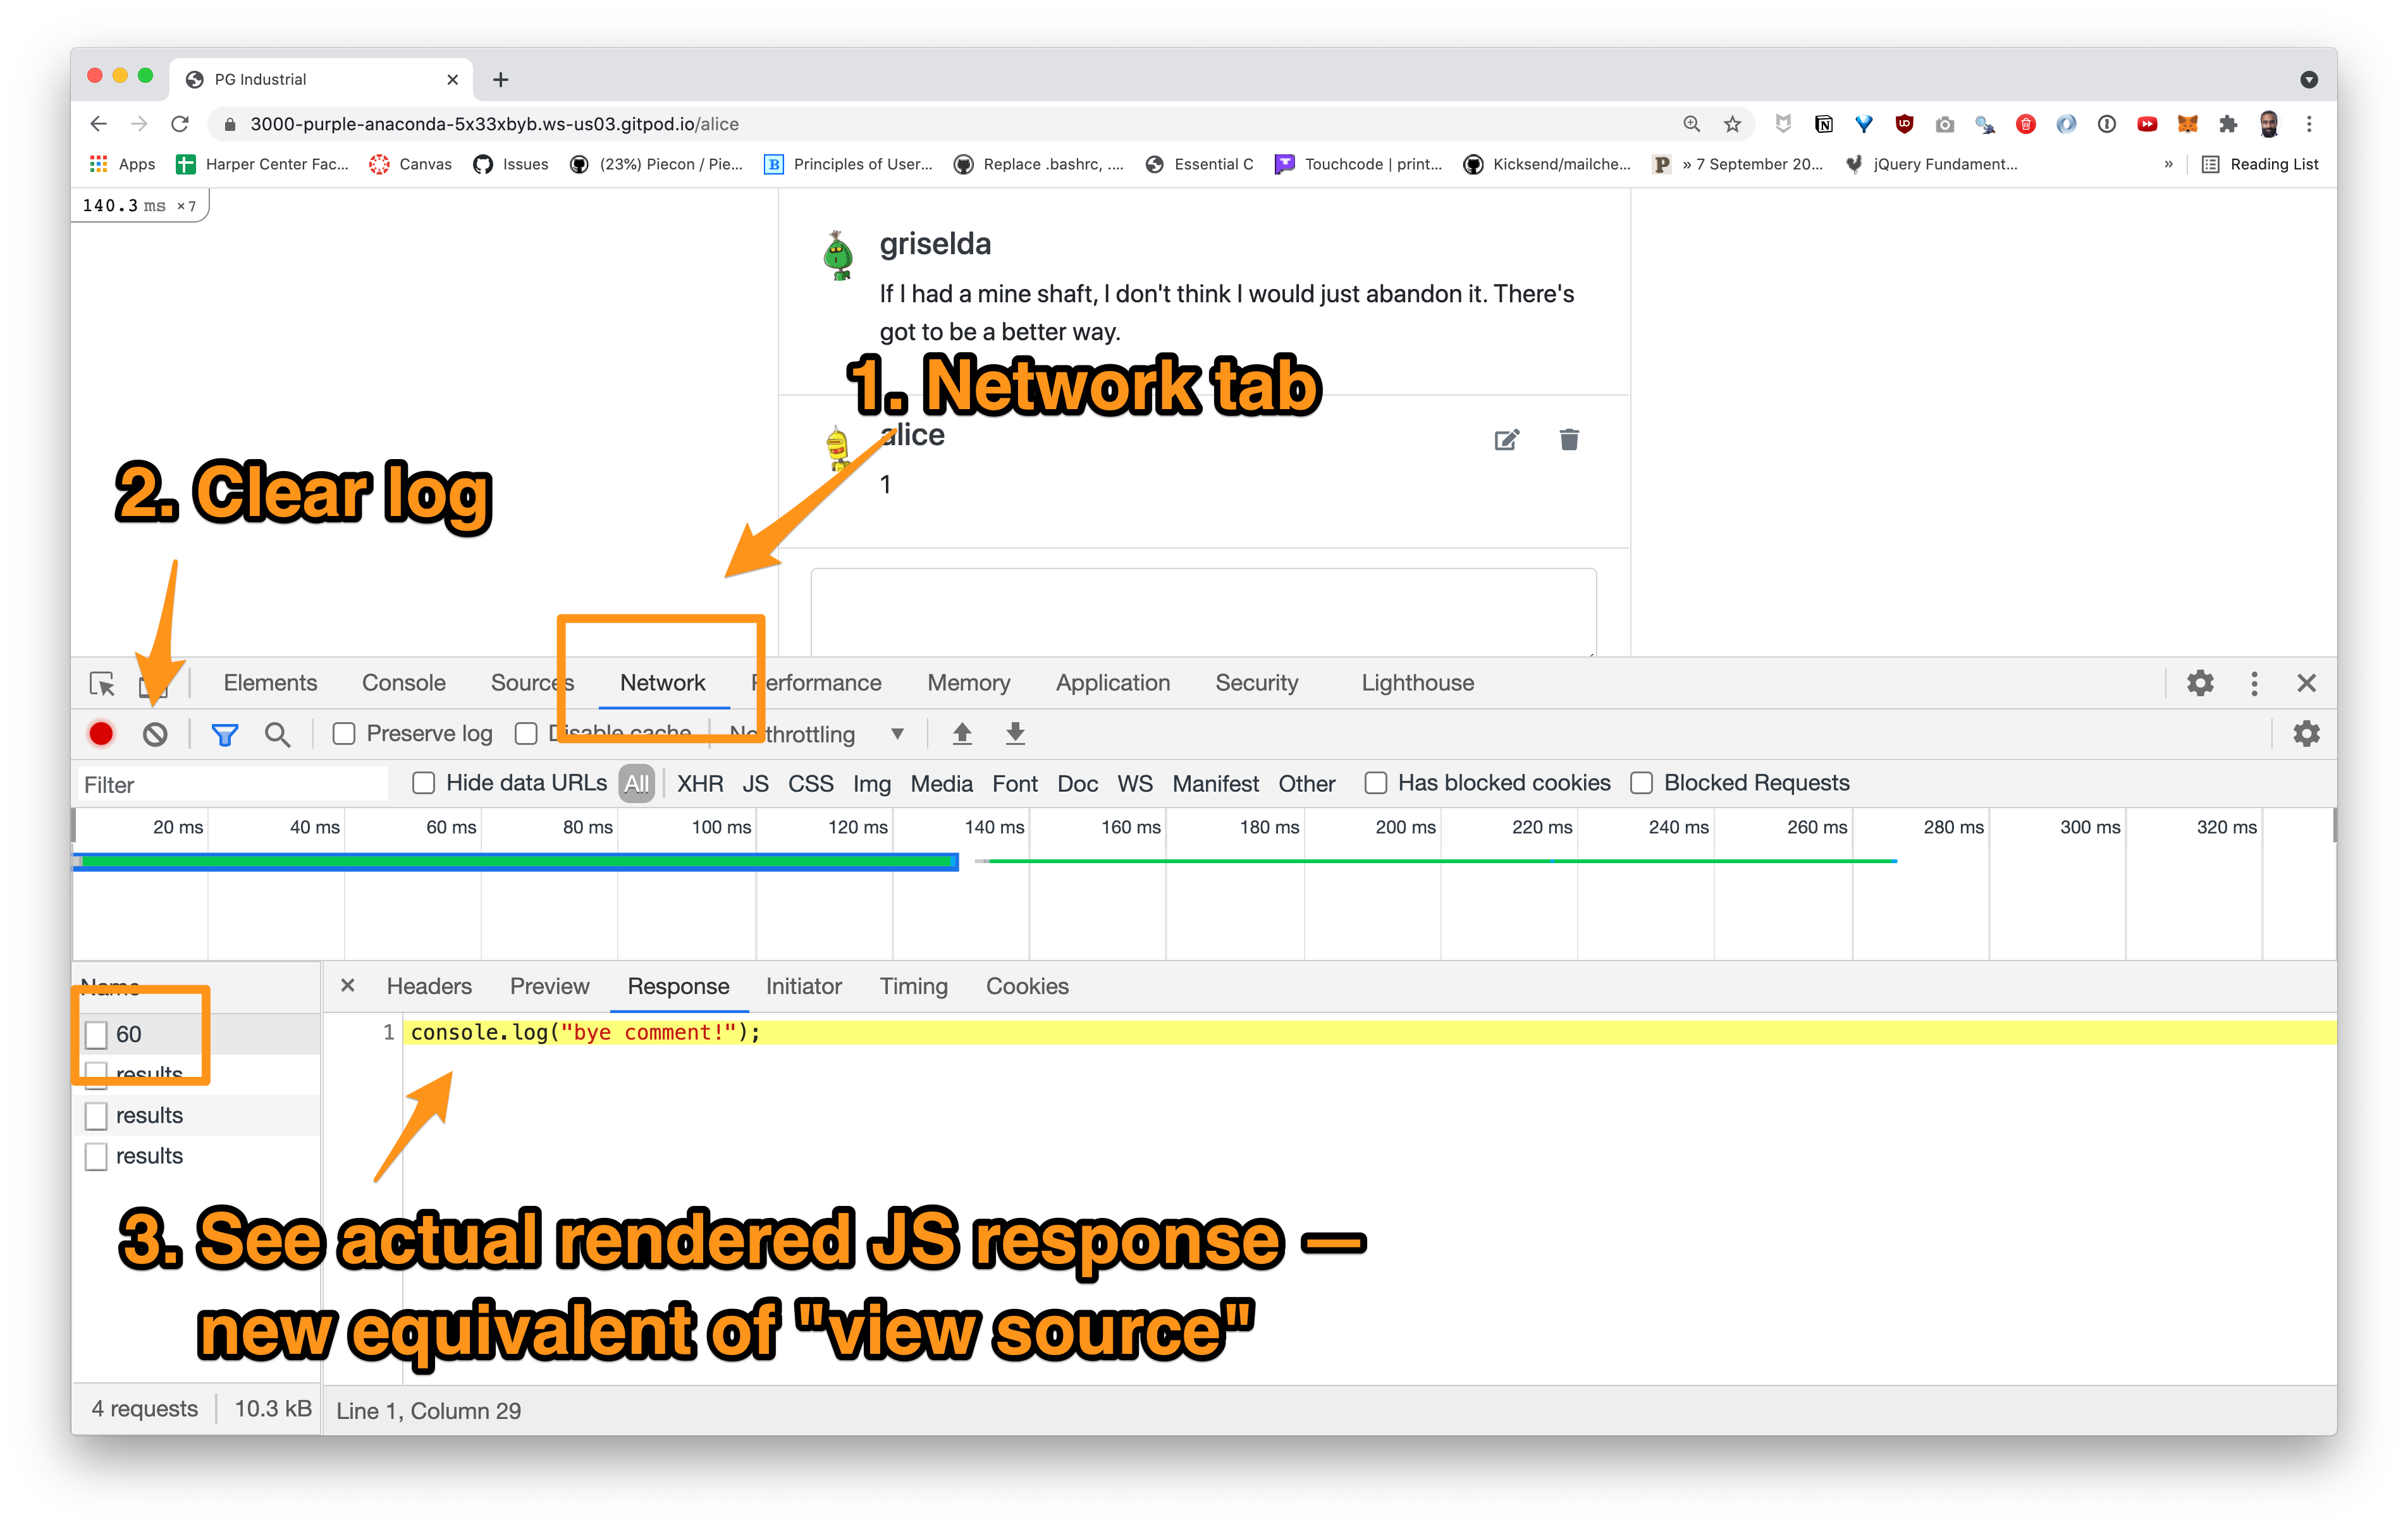 PG Industrial
3000-purple-anaconda-5x33xbyb.ws-us03.gitpod.io/alice
Apps Harper Center Fac... Canvas Issues (23%) Piecon / Pie... Principles of User... Replace .bashrc, .... Essential C Touchcode | print... Kicksend/mailche... » 7 September 20... jQuery Fundament... » Reading List
140.3 ms ×7
griselda
If I had a mine shaft, I don't think I would just abandon it. There's
got to be a better way.
1. Network tab
alice
1
2. Clear log
Elements Console Sources Network Performance Memory Application Security Lighthouse
Preserve log Disable cache No throttling
Filter Hide data URLs All XHR JS CSS Img Media Font Doc WS Manifest Other Has blocked cookies Blocked Requests
20 ms 40 ms 60 ms 80 ms 100 ms 120 ms 140 ms 160 ms 180 ms 200 ms 220 ms 240 ms 260 ms 280 ms 300 ms 320 ms
Name Headers Preview Response Initiator Timing Cookies
60
1 console.log("bye comment!");
results
results
results
3. See actual rendered JS response —
new equivalent of "view source"
4 requests 10.3 kB Line 1, Column 29